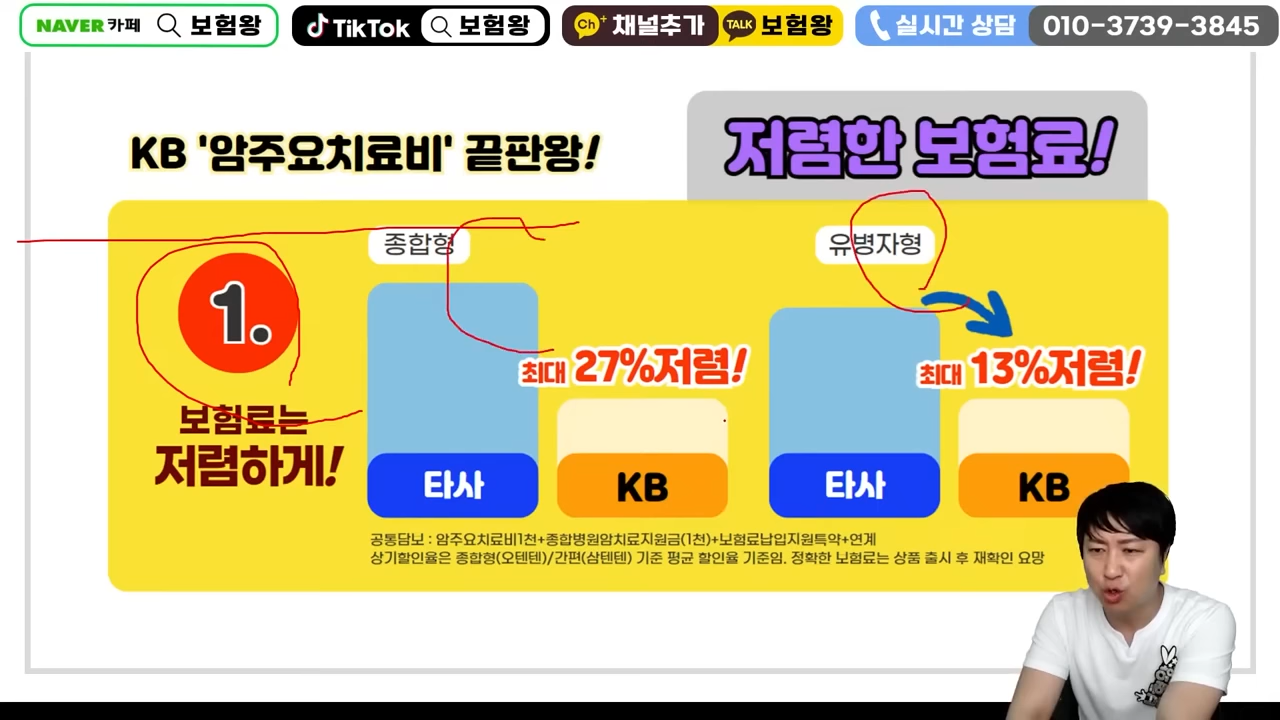 NAVER 카페 보험왕
TikTok 보험왕
Ch+ 채널추가 TALK 보험왕
실시간 상담 010-3739-3845
KB '암주요치료비' 끝판왕!
저렴한 보험료!
1.
보험료는
저렴하게!
종합형
최대 27%저렴!
타사
KB
유병자형
최대 13%저렴!
타사
KB
공통담보 : 암주요치료비1천+종합병원암치료지원금(1천)+보험료납입지원특약+연계
상기할인율은 종합형(오텐텐)/간편(삼텐텐) 기준 평균 할인율 기준임. 정확한 보험료는 상품 출시 후 재확인 요망